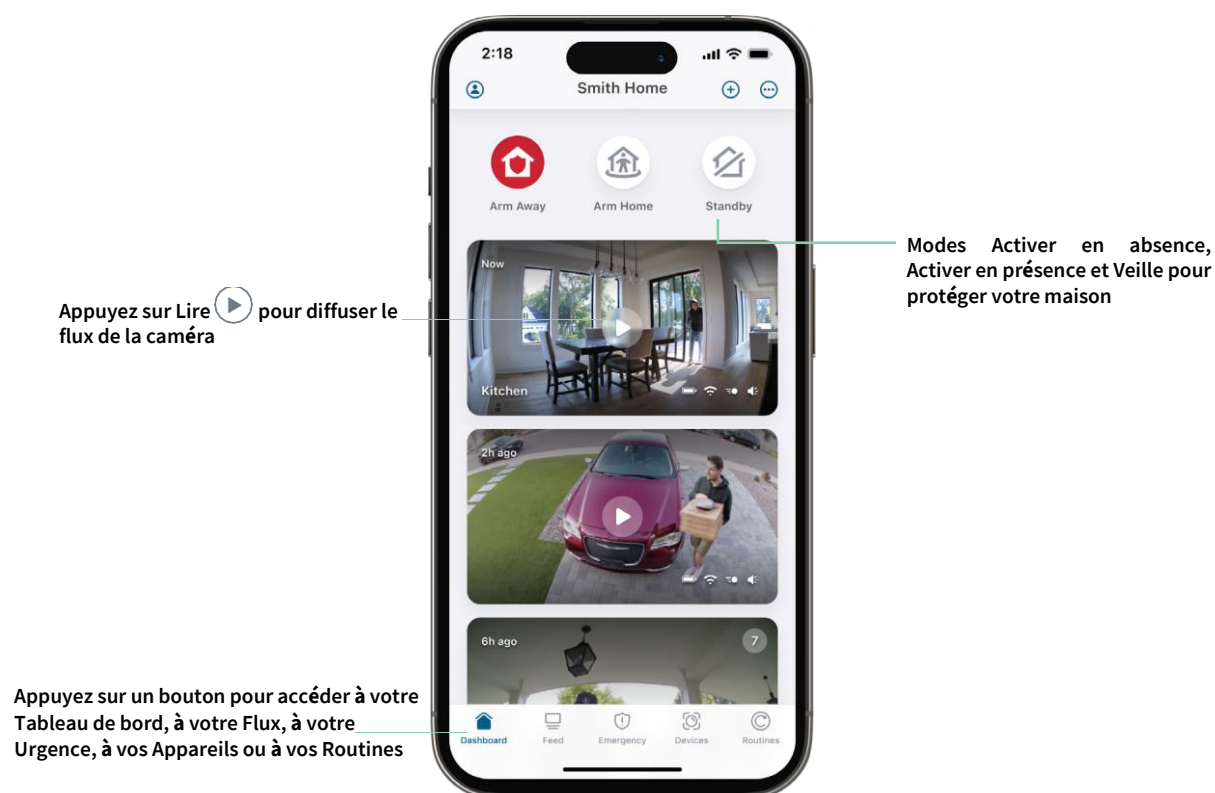 2:18
Smith Home
Arm Away
Arm Home
Standby
Modes Activer en absence,
Activer en présence et Veille pour
protéger votre maison
Now
Appuyez sur Lire pour diffuser le
flux de la caméra
Kitchen
2h ago
6h ago
7
Appuyez sur un bouton pour accéder à votre
Tableau de bord, à votre Flux, à votre
Urgence, à vos Appareils ou à vos Routines
Dashboard
Feed
Emergency
Devices
Routines